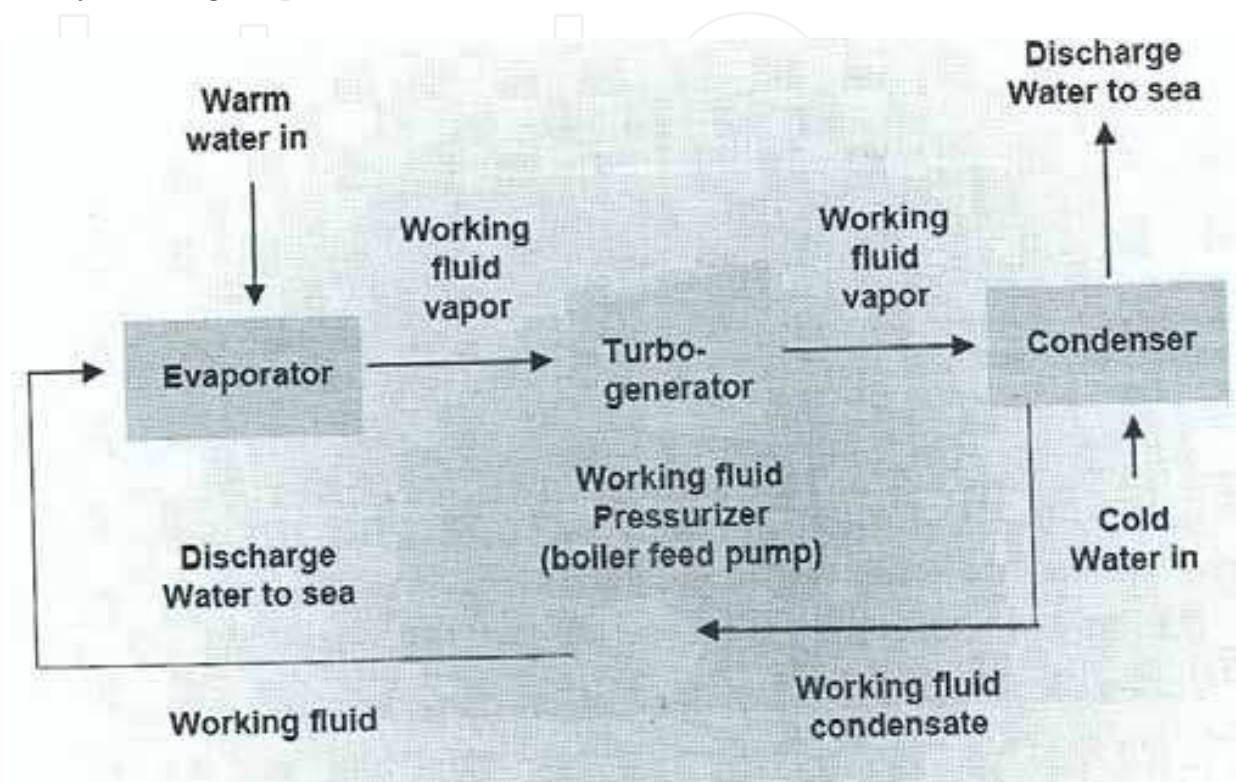 Discharge
Water to sea
Warm
water in
Working
fluid
vapor
Working
fluid
vapor
Evaporator
Turbo-
generator
Condenser
Working fluid
Pressurizer
(boiler feed pump)
Cold
Water in
Discharge
Water to sea
Working fluid
condensate
Working fluid